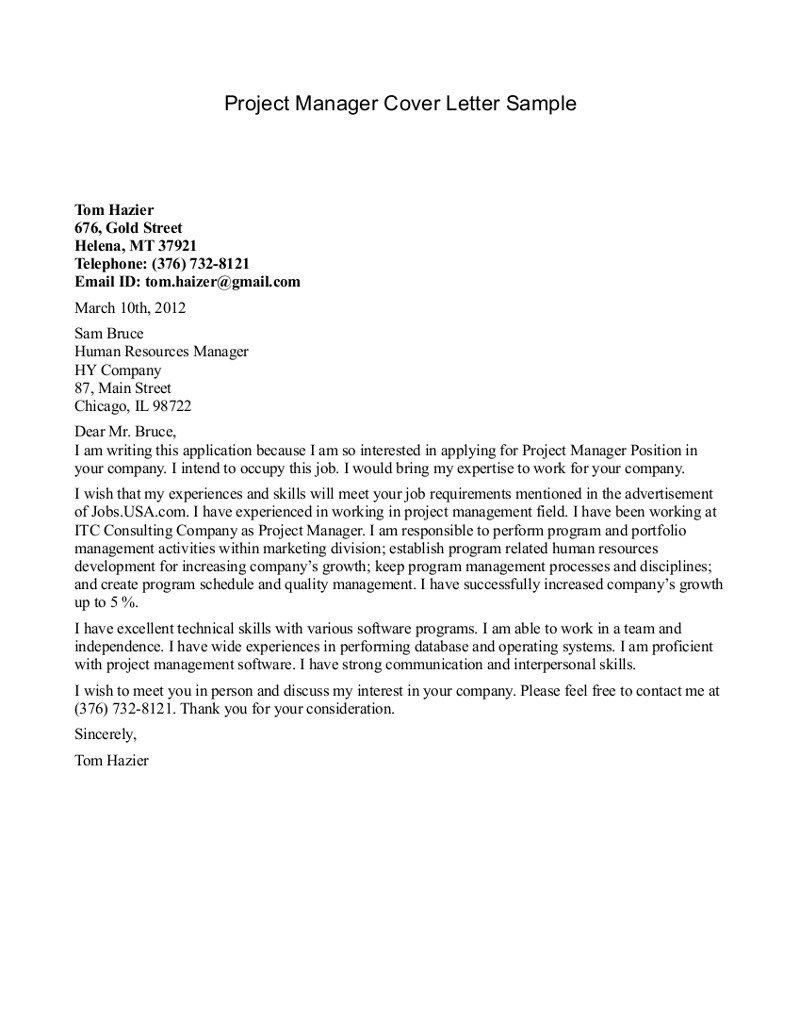 Project Manager Cover Letter Sample
Tom Hazier
676, Gold Street
Helena, MT 37921
Telephone: (376) 732-8121
Email ID: tom.haizer@gmail.com
March 10th, 2012
Sam Bruce
Human Resources Manager
HY Company
87, Main Street
Chicago, IL 98722
Dear Mr. Bruce,
I am writing this application because I am so interested in applying for Project Manager Position in
your company. I intend to occupy this job. I would bring my expertise to work for your company.
I wish that my experiences and skills will meet your job requirements mentioned in the advertisement
of Jobs.USA.com. I have experienced in working in project management field. I have been working at
ITC Consulting Company as Project Manager. I am responsible to perform program and portfolio
management activities within marketing division; establish program related human resources
development for increasing company’s growth; keep program management processes and disciplines;
and create program schedule and quality management. I have successfully increased company’s growth
up to 5 %.
I have excellent technical skills with various software programs. I am able to work in a team and
independence. I have wide experiences in performing database and operating systems. I am proficient
with project management software. I have strong communication and interpersonal skills.
I wish to meet you in person and discuss my interest in your company. Please feel free to contact me at
(376) 732-8121. Thank you for your consideration.
Sincerely,
Tom Hazier